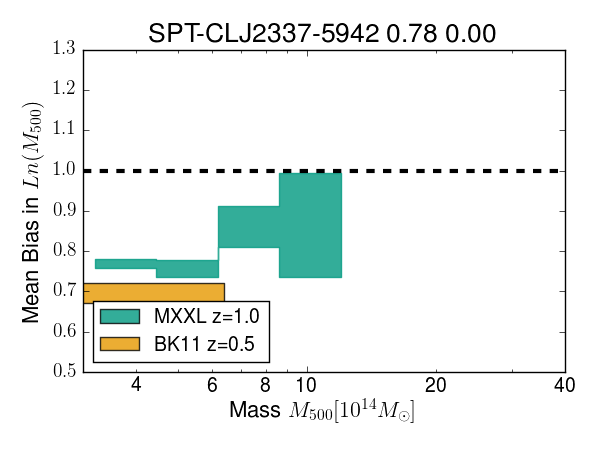 SPT-CLJ2337-5942 0.78 0.00
1.3
1.2
1.1
1.0
0.9
0.8
0.7
0.6
0.5
Mean Bias in Ln(M500)
MXXL z=1.0
BK11 z=0.5
4 6 8 10 20 40
Mass M500[10^14 M⊙]